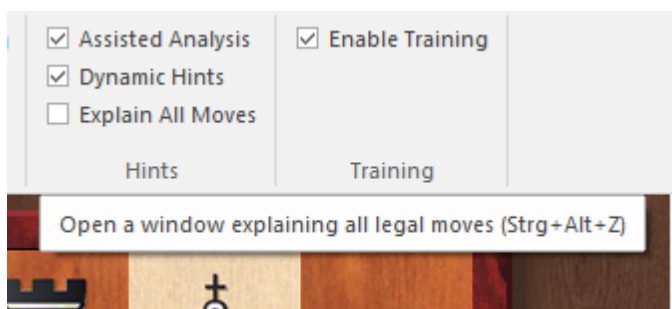 Assisted Analysis
Dynamic Hints
Explain All Moves
Hints
Enable Training
Training
Open a window explaining all legal moves (Strg+Alt+Z)